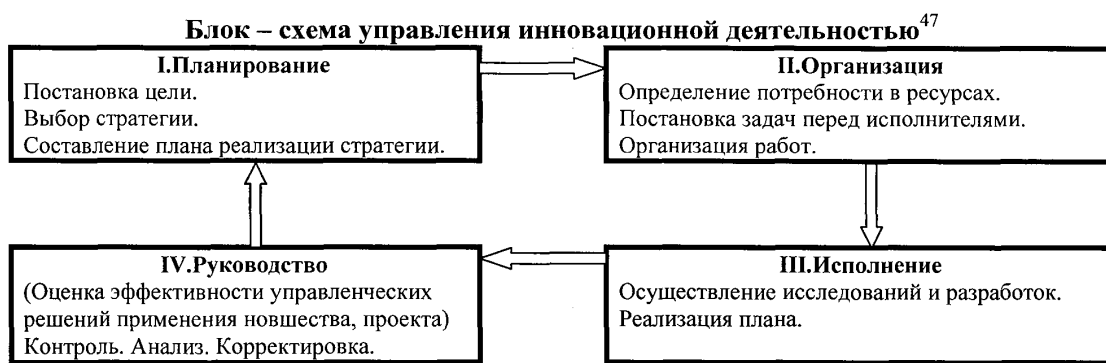 Блок – схема управления инновационной деятельностью47
I.Планирование
Постановка цели.
Выбор стратегии.
Составление плана реализации стратегии.
II.Организация
Определение потребности в ресурсах.
Постановка задач перед исполнителями.
Организация работ.
IV.Руководство
(Оценка эффективности управленческих
решений применения новшества, проекта)
Контроль. Анализ. Корректировка.
III.Исполнение
Осуществление исследований и разработок.
Реализация плана.